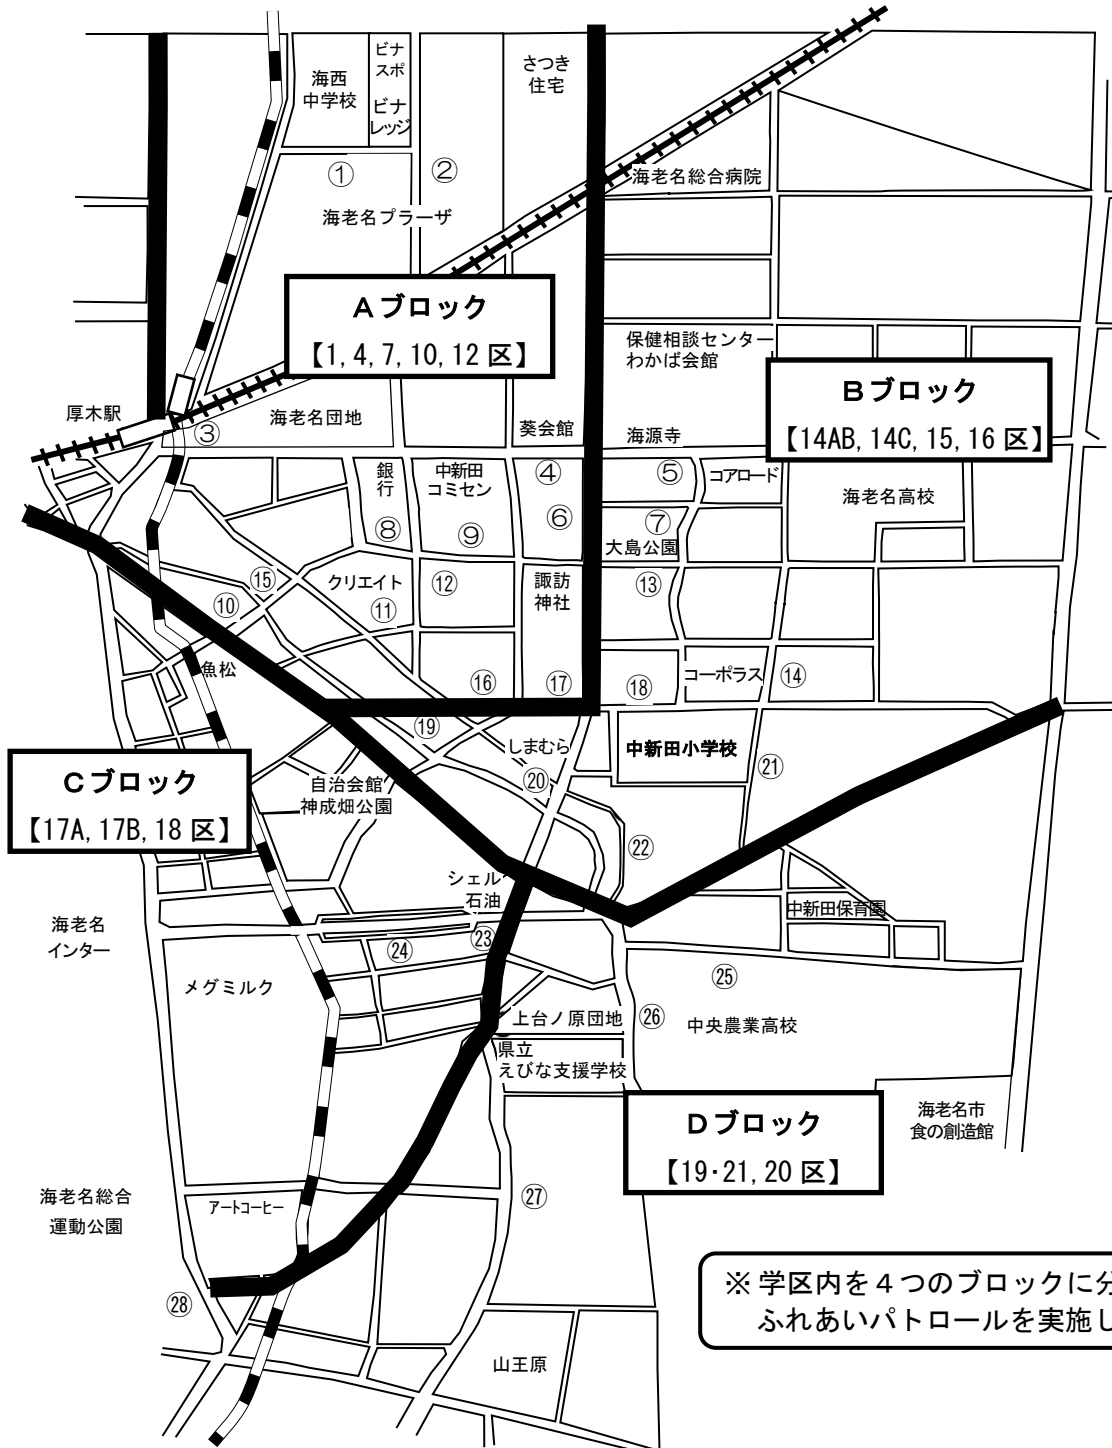 ビナ
スポ
ビナ
レッジ
海西
中学校
さつき
住宅
①
②
海老名総合病院
海老名プラーザ
Aブロック
【1, 4, 7, 10, 12 区】
保健相談センター
わかば会館
Bブロック
【14AB, 14C, 15, 16 区】
厚木駅
③
海老名団地
葵会館
海源寺
銀
行
中新田
コミセン
④
⑤
コアロード
海老名高校
⑧
⑨
⑥
⑦
大島公園
⑮
⑩
クリエイト
⑪
⑫
諏訪
神社
⑬
魚松
⑯
⑰
⑱
コーポラス
⑭
⑲
しまむら
⑳
中新田小学校
㉑
Cブロック
【17A, 17B, 18 区】
自治会館
神成畑公園
㉒
シェル
石油
中新田保育園
海老名
インター
㉓
㉔
メグミルク
㉕
上台ノ原団地
㉖
中央農業高校
県立
えびな支援学校
Dブロック
【19･21, 20 区】
海老名市
食の創造館
海老名総合
運動公園
アートコーヒー
㉗
㉘
※ 学区内を４つのブロックに分
ふれあいパトロールを実施し
山王原